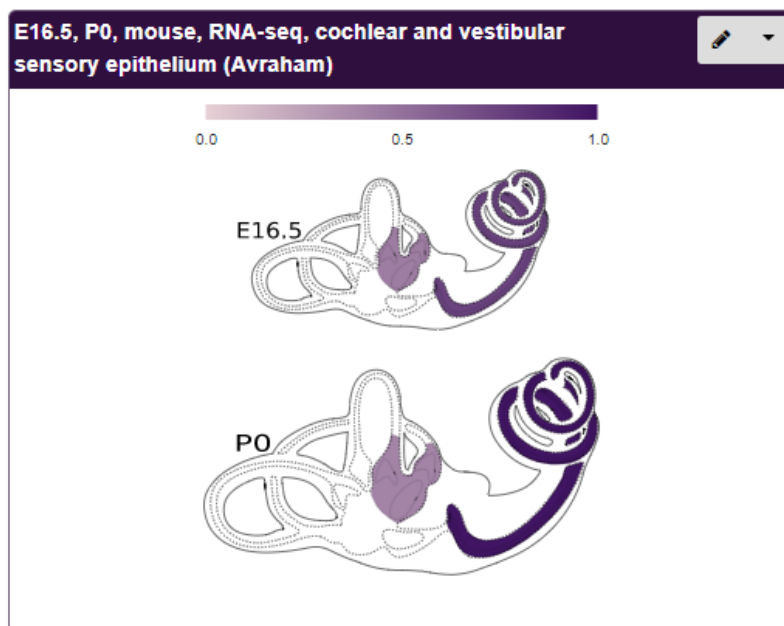 E16.5, P0, mouse, RNA-seq, cochlear and vestibular
sensory epithelium (Avraham)
0.0 0.5 1.0
E16.5
P0